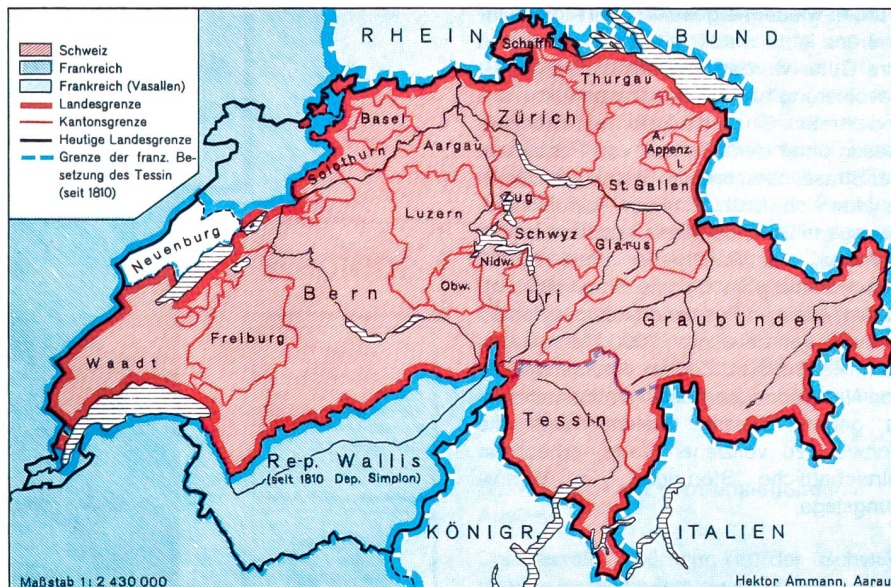 Schweiz
Frankreich
Frankreich (Vasallen)
Landesgrenze
Kantonsgrenze
Heutige Landesgrenze
Grenze der franz. Be-
setzung des Tessin
(seit 1810)
RHEIN BUND
Schaffh.
Thurgau
Basel
Zürich
Aargau
A.
Appenz.
I.
Solothurn
St. Gallen
Zug
Luzern
Schwyz
Neuenburg
Glarus
Nidw.
Bern
Obw.
Uri
Graubünden
Freiburg
Waadt
Tessin
Rep. Wallis
(seit 1810 Dep. Simplon)
KÖNIGR. ITALIEN
Maßstab 1: 2 430 000
Hektor Ammann, Aarau